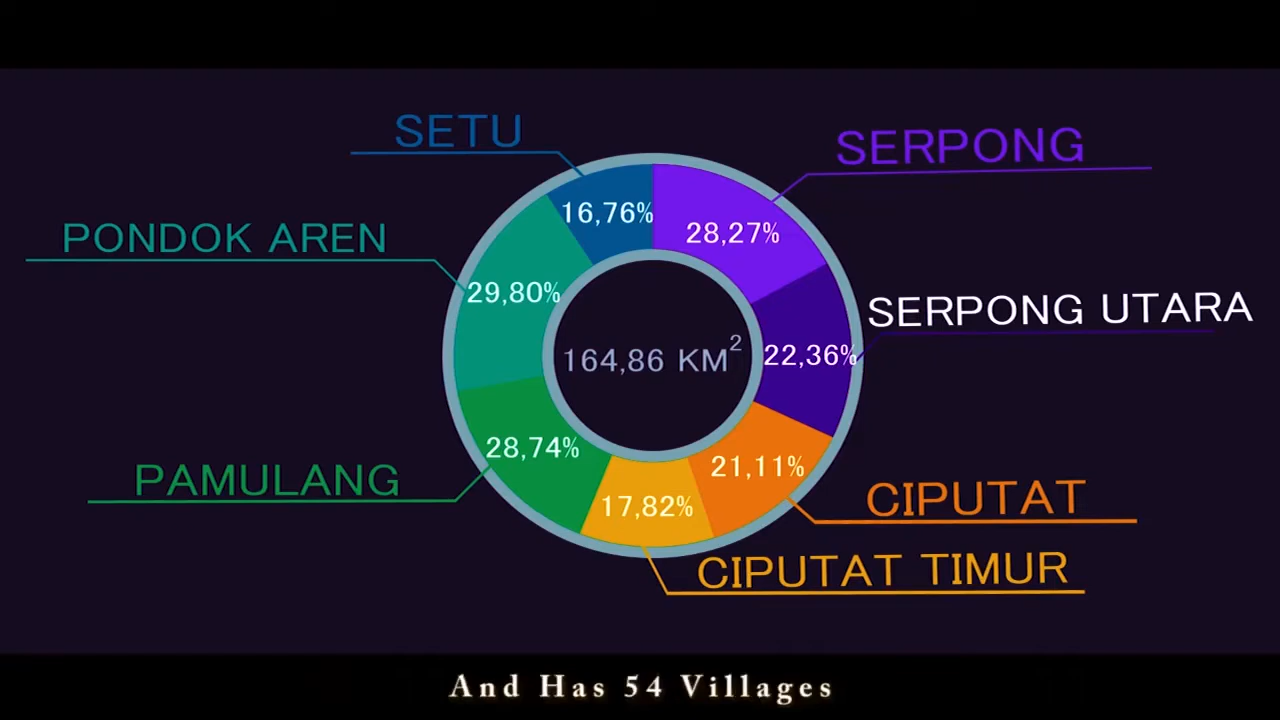 SETU
SERPONG
16,76%
28,27%
PONDOK AREN
29,80%
SERPONG UTARA
22,36%
164,86 KM²
28,74%
PAMULANG
21,11%
CIPUTAT
17,82%
CIPUTAT TIMUR
And Has 54 Villages